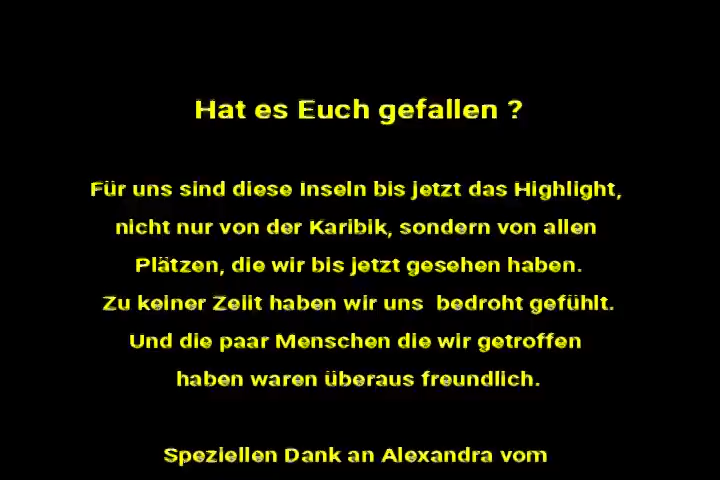 Hat es Euch gefallen ?
Für uns sind diese Inseln bis jetzt das Highlight,
nicht nur von der Karibik, sondern von allen
Plätzen, die wir bis jetzt gesehen haben.
Zu keiner Zeiit haben wir uns  bedroht gefühlt.
Und die paar Menschen die wir getroffen
haben waren überaus freundlich.
Speziellen Dank an Alexandra vom